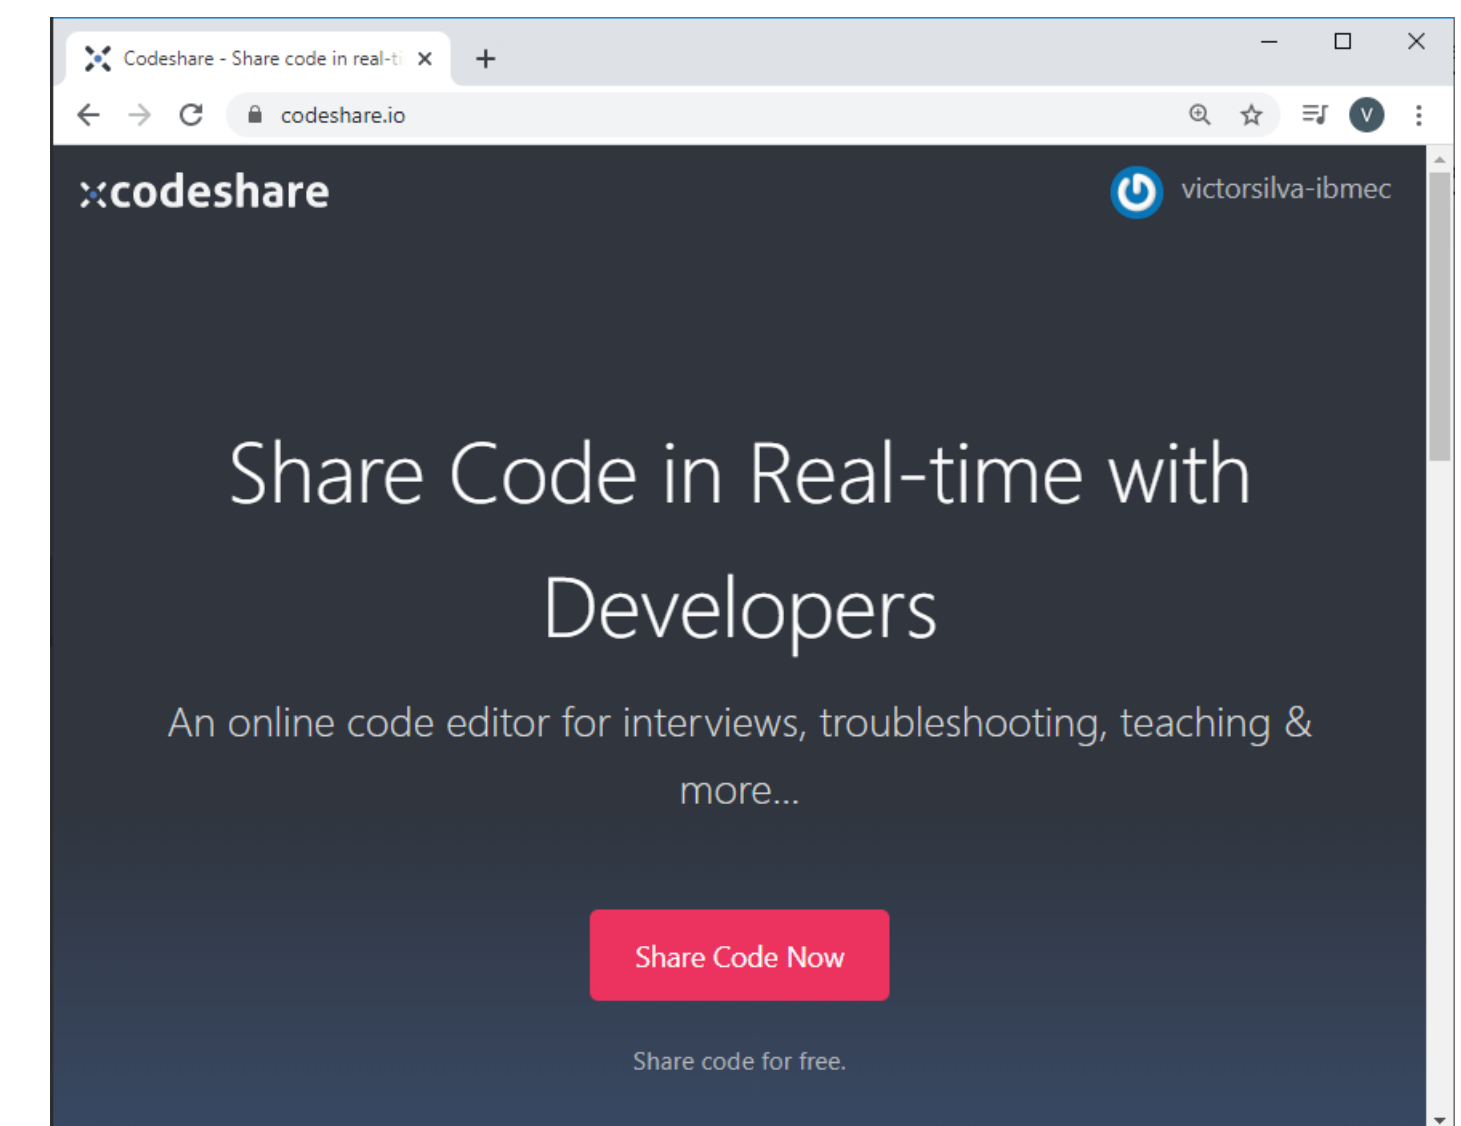 Codeshare - Share code in real-ti
codeshare.io
V
codeshare
victorsilva-ibmec
Share Code in Real-time with
Developers
An online code editor for interviews, troubleshooting, teaching &
more...
Share Code Now
Share code for free.